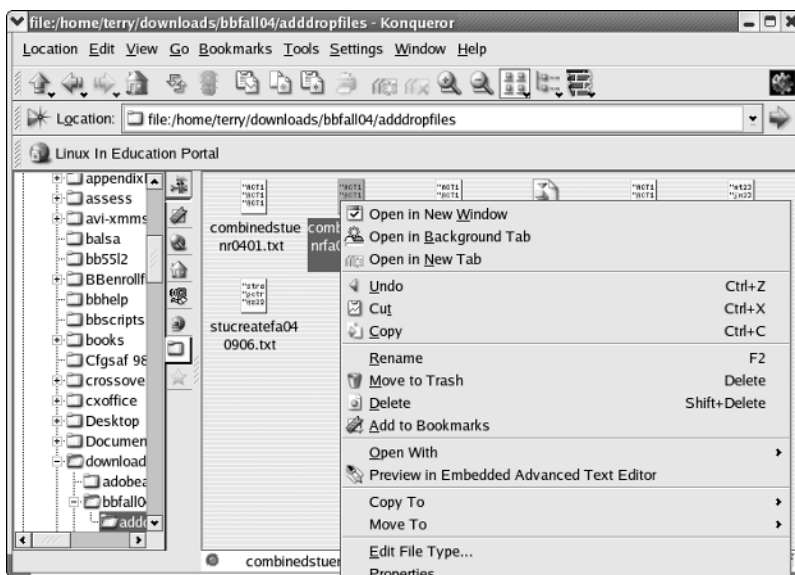 file:/home/terry/downloads/bbfall04/adddropfiles - Konqueror
Location Edit View Go Bookmarks Tools Settings Window Help
Location: file:/home/terry/downloads/bbfall04/adddropfiles
Linux In Education Portal
appendix
assess
avi-xmms
balsa
bb55l2
BBenrollf
bbhelp
bbscripts
books
Cfgsaf 98
crossove
cxoffice
Desktop
Documen
download
adobea
bbfall0
addd
combinedstue
nr0401.txt
comb
nrfa0
stucreatefa04
0906.txt
Open in New Window
Open in Background Tab
Open in New Tab
Undo Ctrl+Z
Cut Ctrl+X
Copy Ctrl+C
Rename F2
Move to Trash Delete
Delete Shift+Delete
Add to Bookmarks
Open With
Preview in Embedded Advanced Text Editor
Copy To
Move To
Edit File Type...
Properties
combinedstuer